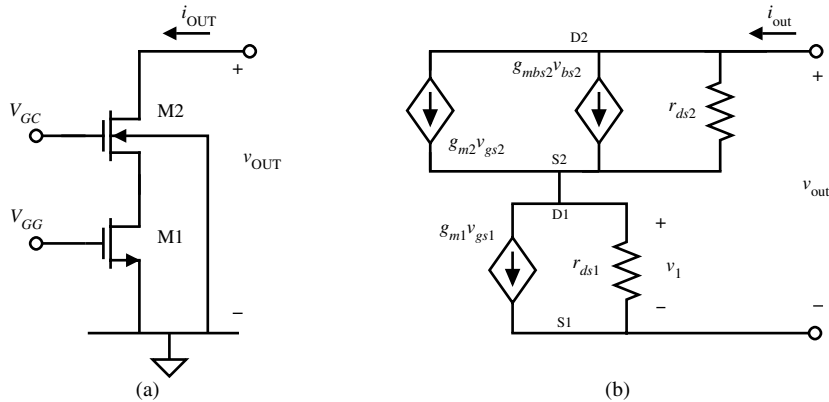 i_OUT
+
V_GC
M2
v_OUT
V_GG
M1
−
(a)
D2
i_out
+
g_mbs2 v_bs2
r_ds2
g_m2 v_gs2
S2
v_out
D1
+
g_m1 v_gs1
r_ds1
v_1
−
S1
−
(b)